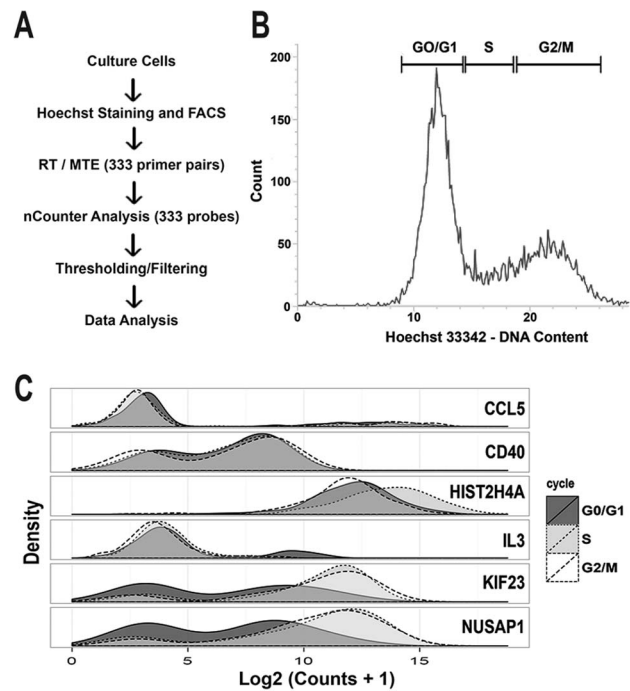 A
Culture Cells
Hoechst Staining and FACS
RT / MTE (333 primer pairs)
nCounter Analysis (333 probes)
Thresholding/Filtering
Data Analysis
B
GO/G1 S G2/M
200
150
100
50
0
Count
0 10 20
Hoechst 33342 - DNA Content
C
CCL5
CD40
HIST2H4A
IL3
KIF23
NUSAP1
Density
0 5 10 15
Log2 (Counts + 1)
cycle
G0/G1
S
G2/M